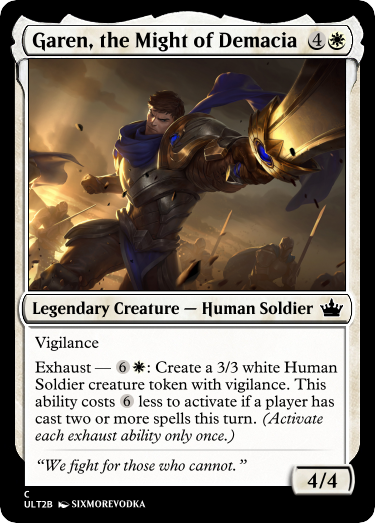 Garen, the Might of Demacia 4
Legendary Creature — Human Soldier
Vigilance
Exhaust — 6 : Create a 3/3 white Human
Soldier creature token with vigilance. This
ability costs 6 less to activate if a player has
cast two or more spells this turn. (Activate
each exhaust ability only once.)
“We fight for those who cannot.”
4/4
C
ULT2B SIXMOREVODKA